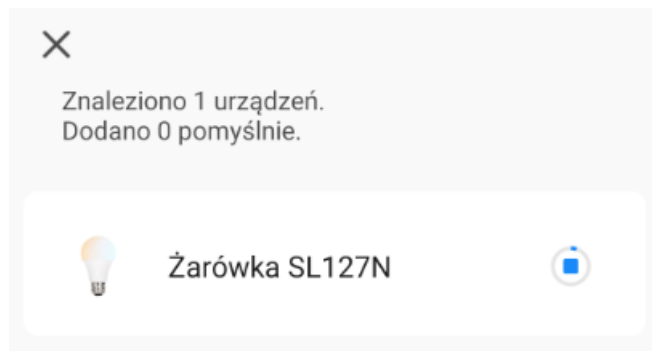 Znaleziono 1 urządzeń.
Dodano 0 pomyślnie.
Żarówka SL127N